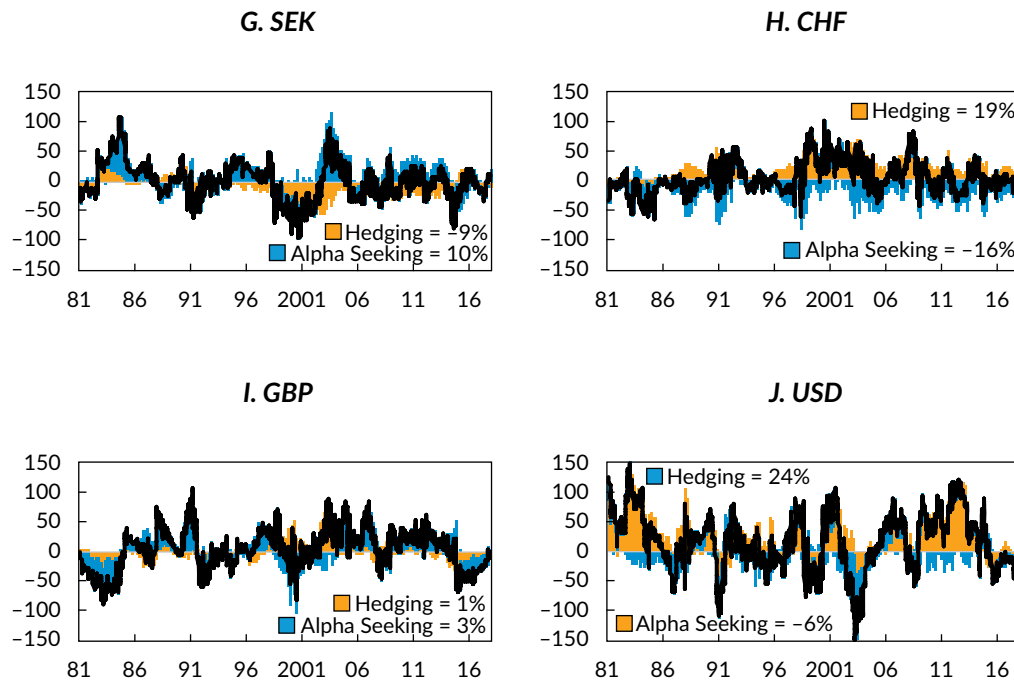 G. SEK
H. CHF
150
100
50
0
–50
–100
–150
Hedging = –9%
Alpha Seeking = 10%
81 86 91 96 2001 06 11 16
150
100
50
0
–50
–100
–150
Hedging = 19%
Alpha Seeking = –16%
81 86 91 96 2001 06 11 16
I. GBP
J. USD
150
100
50
0
–50
–100
–150
Hedging = 1%
Alpha Seeking = 3%
81 86 91 96 2001 06 11 16
150
100
50
0
–50
–100
–150
Hedging = 24%
Alpha Seeking = –6%
81 86 91 96 2001 06 11 16